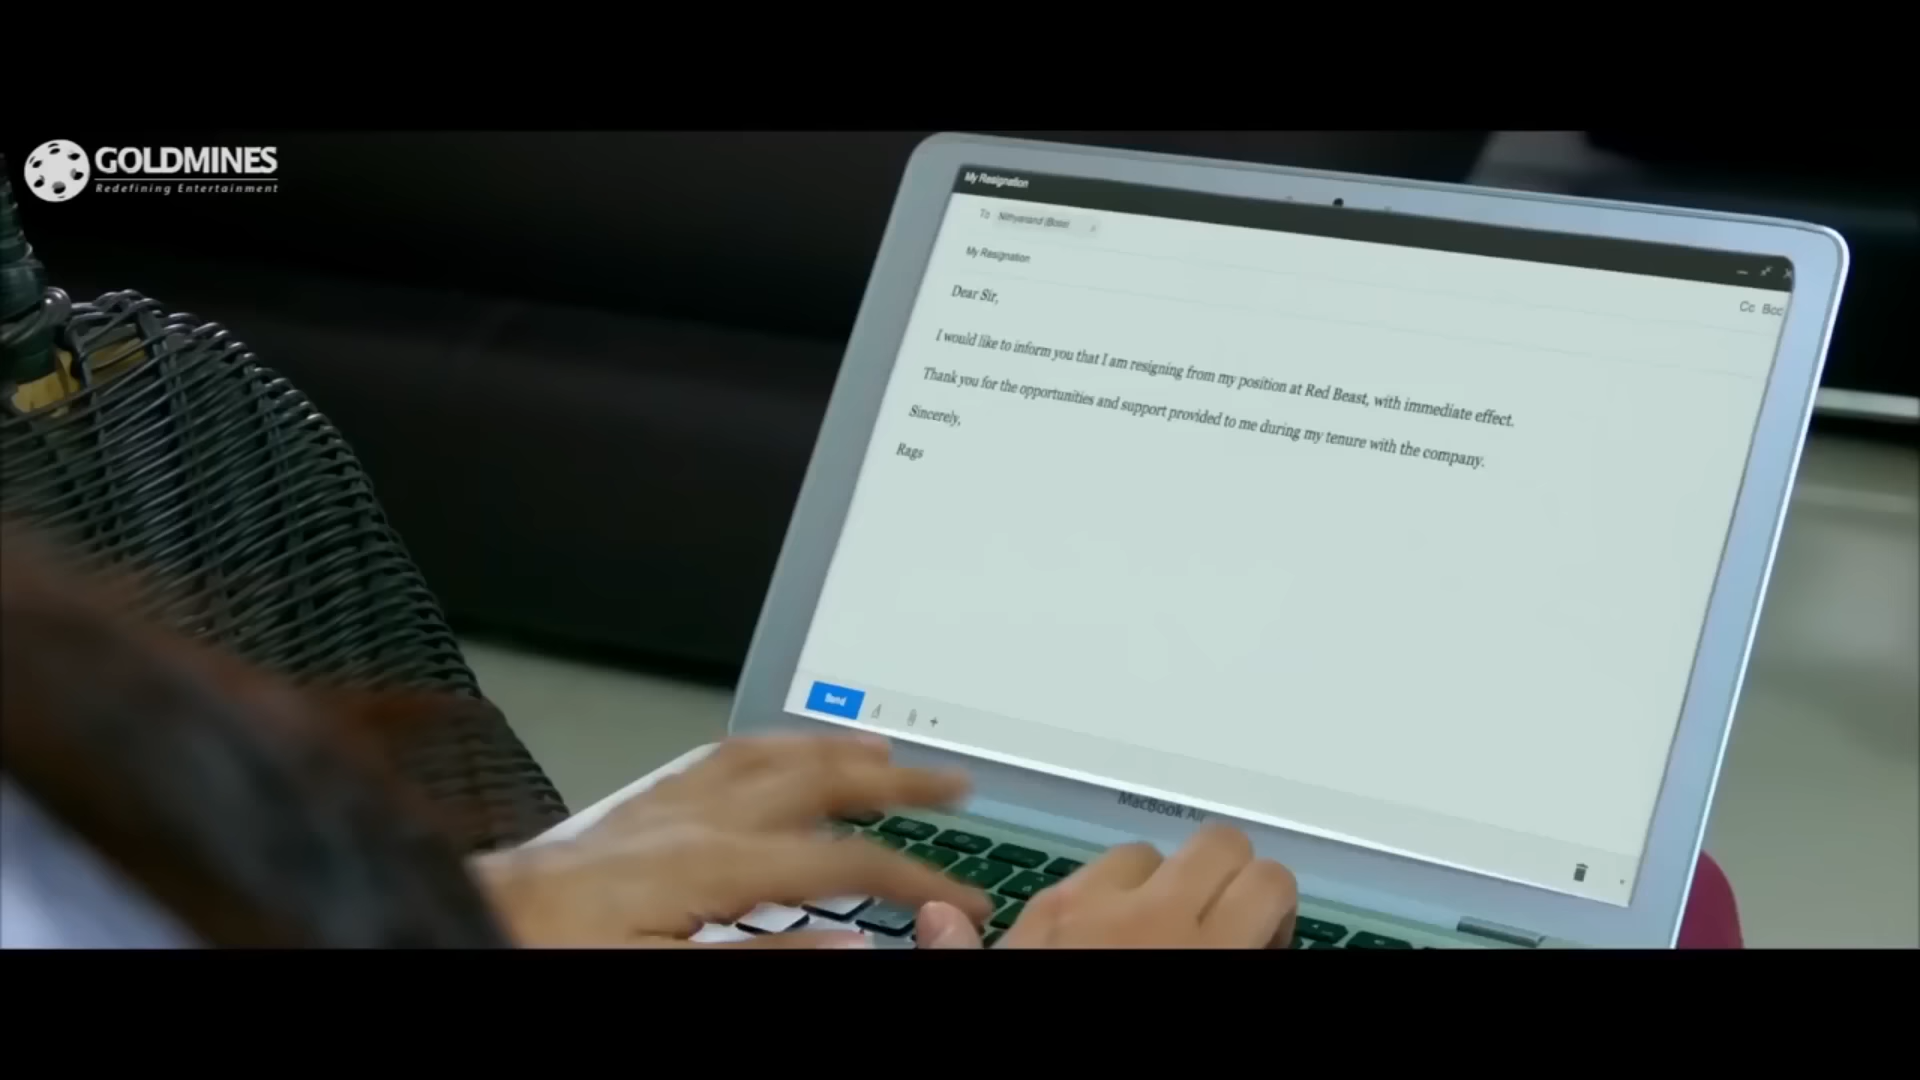 GOLDMINES
Redefining Entertainment
My Resignation
To Nithyanand (Boss) x
My Resignation
Cc Bcc
Dear Sir,
I would like to inform you that I am resigning from my position at Red Beast, with immediate effect.
Thank you for the opportunities and support provided to me during my tenure with the company.
Sincerely,
Rags
Send
MacBook Air